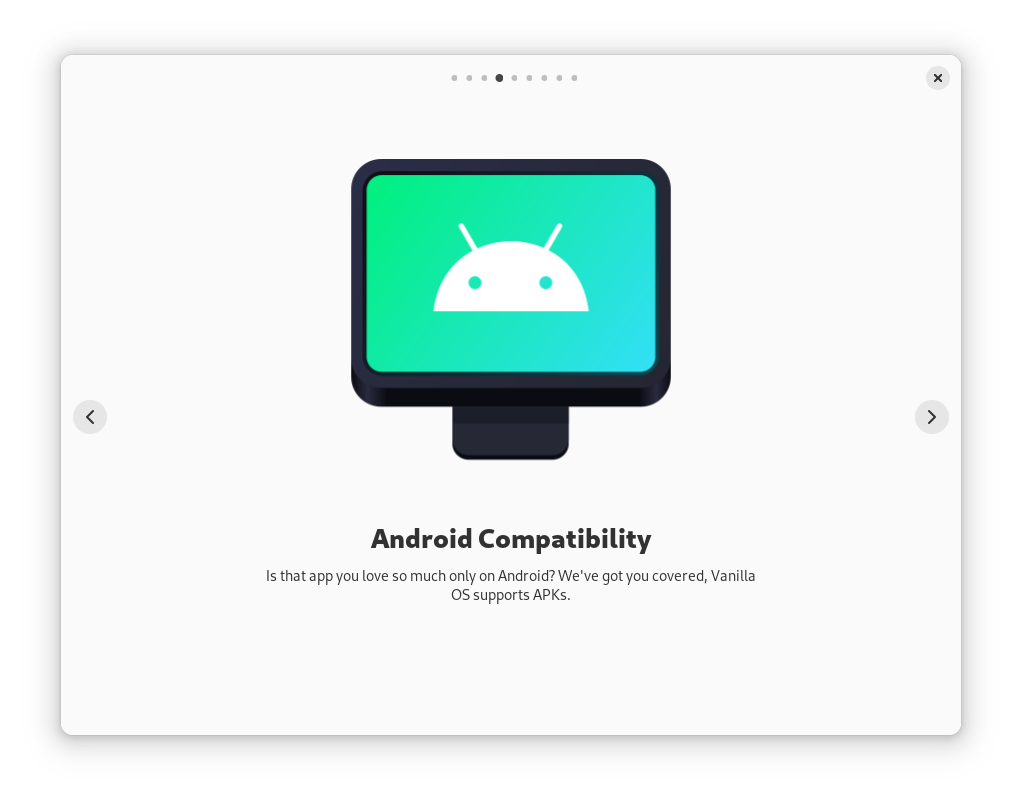 Android Compatibility
Is that app you love so much only on Android? We've got you covered, Vanilla
OS supports APKs.